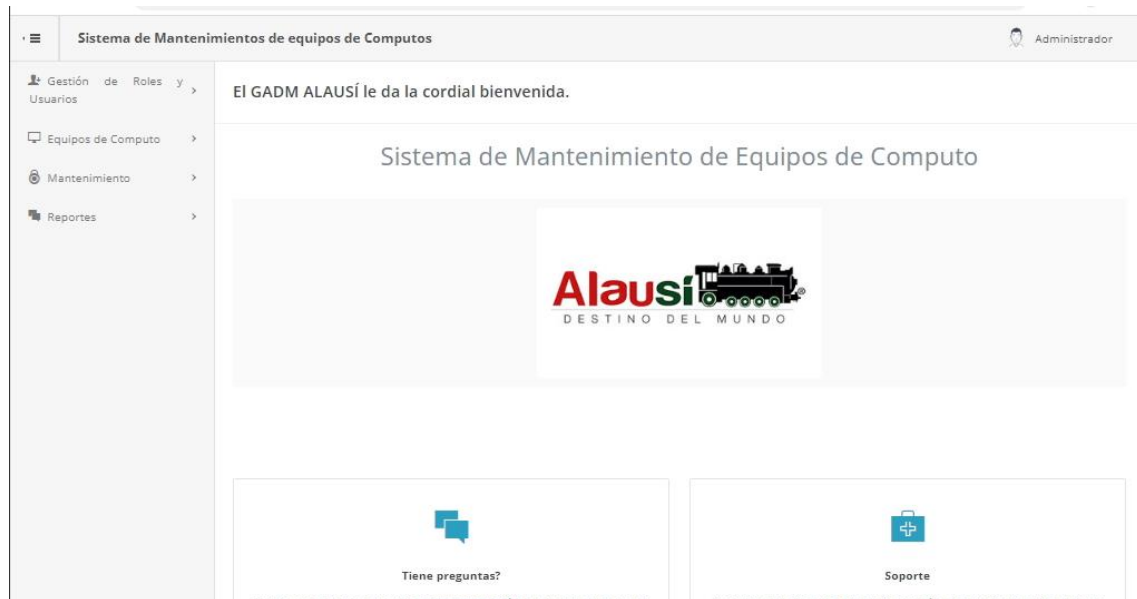 Sistema de Mantenimientos de equipos de Computos
Administrador
Gestión de Roles y
Usuarios
Equipos de Computo
Mantenimiento
Reportes
El GADM ALAUSÍ le da la cordial bienvenida.
Sistema de Mantenimiento de Equipos de Computo
Alausí
DESTINO DEL MUNDO
Tiene preguntas?
Soporte